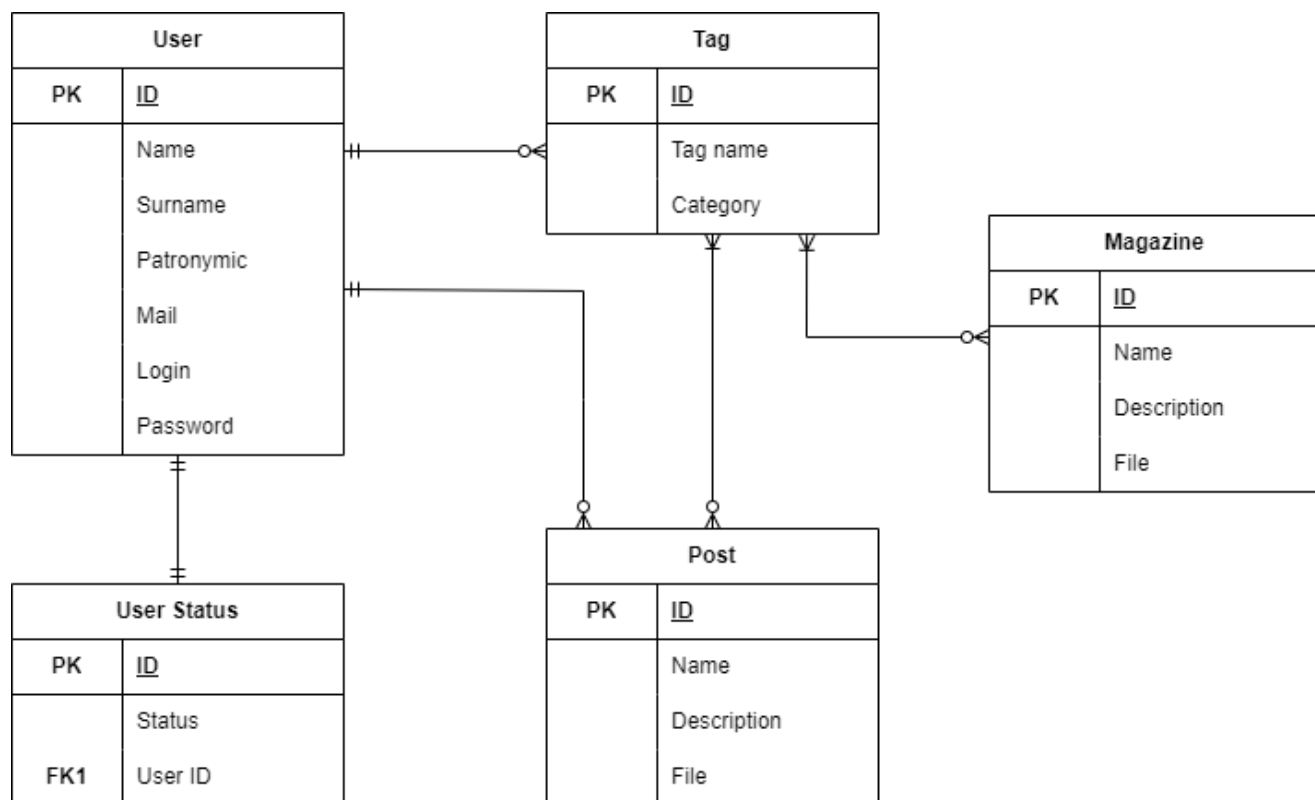 User
PK ID
Name
Surname
Patronymic
Mail
Login
Password
Tag
PK ID
Tag name
Category
Magazine
PK ID
Name
Description
File
User Status
PK ID
Status
FK1 User ID
Post
PK ID
Name
Description
File